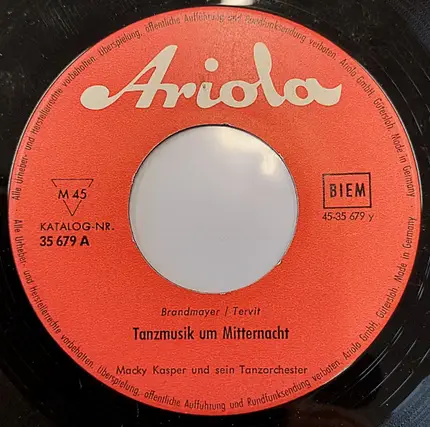 Alle Urheber- und Herstellerrechte vorbehalten. Überspielung, öffentliche Aufführung und Rundfunksendung verboten. Ariola GmbH. Gütersloh. Made in Germany
Ariola
M 45
BIEM
KATALOG-NR.
35 679 A
45-35 679 y
Brandmayer / Tervit
Tanzmusik um Mitternacht
Macky Kasper und sein Tanzorchester
Alle Urheber- und Herstellerrechte vorbehalten. Überspielung, öffentliche Aufführung und Rundfunksendung verboten. Ariola GmbH. Gütersloh. Made in Germany